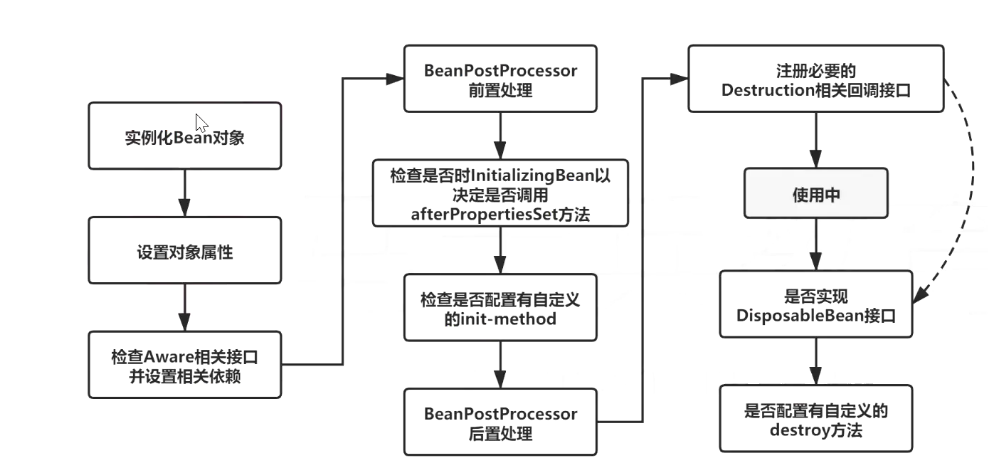 实例化Bean对象
设置对象属性
检查Aware相关接口
并设置相关依赖
BeanPostProcessor
前置处理
检查是否时InitializingBean以
决定是否调用
afterPropertiesSet方法
检查是否配置有自定义
的init-method
BeanPostProcessor
后置处理
注册必要的
Destruction相关回调接口
使用中
是否实现
DisposableBean接口
是否配置有自定义的
destroy方法